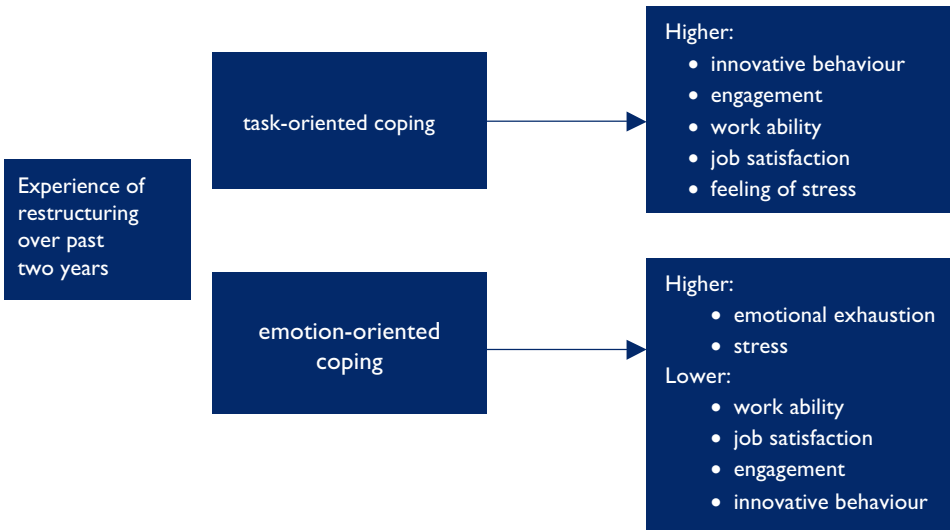 Experience of
restructuring
over past
two years
task-oriented coping
Higher:
• innovative behaviour
• engagement
• work ability
• job satisfaction
• feeling of stress
emotion-oriented
coping
Higher:
• emotional exhaustion
• stress
Lower:
• work ability
• job satisfaction
• engagement
• innovative behaviour